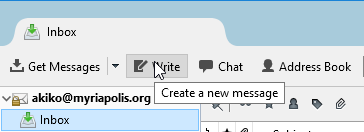 Inbox
Get Messages Write Chat Address Book
Create a new message
akiko@myriapolis.org
Inbox